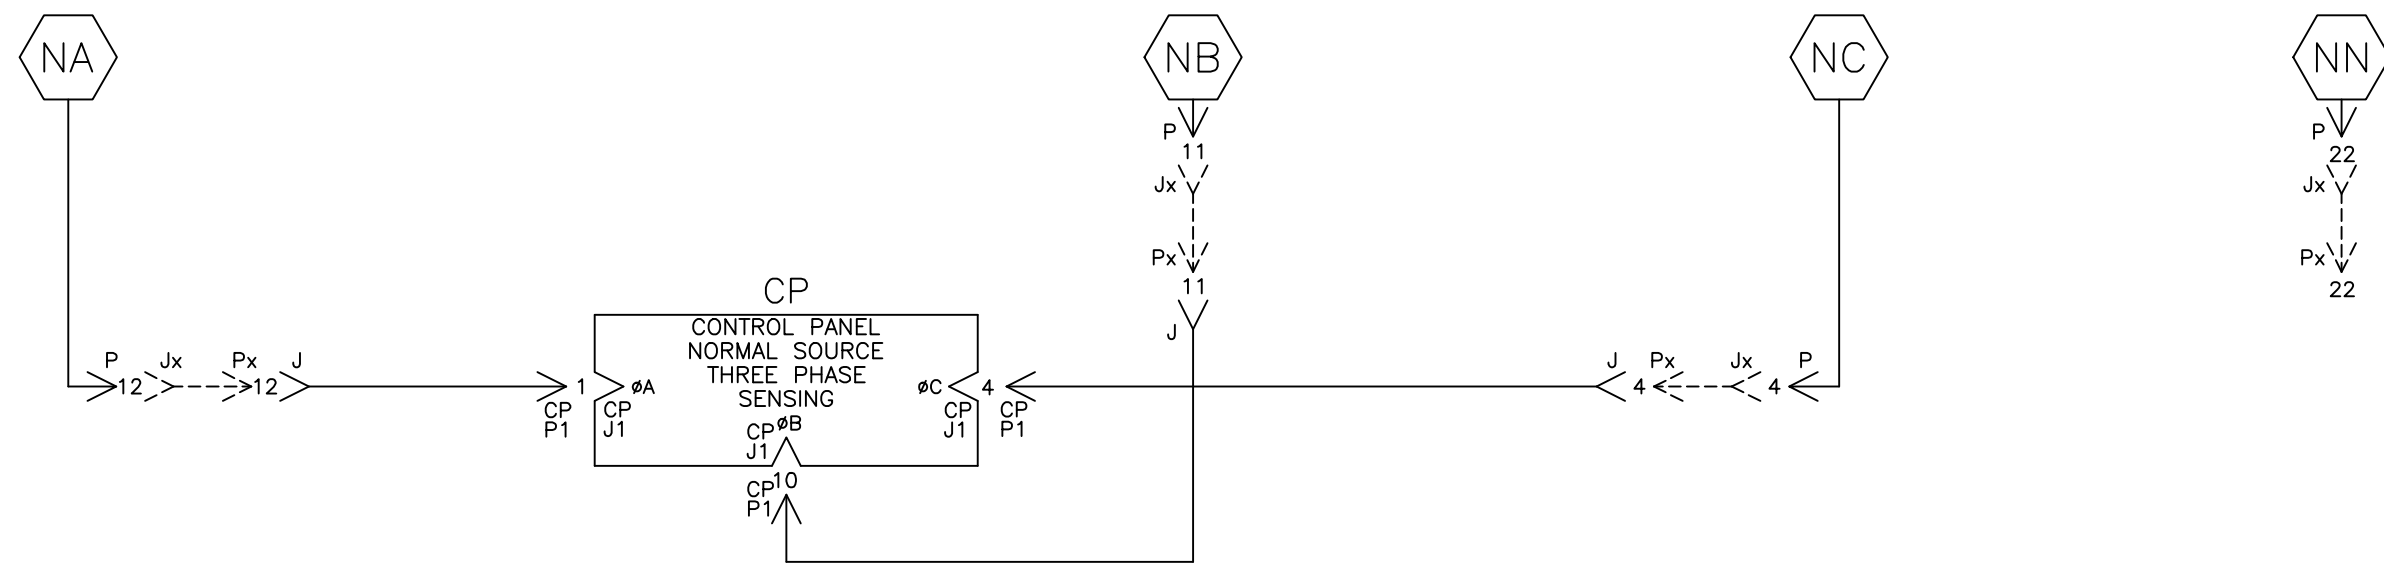 NA
NB
NC
NN
P
11
Jx
Px
11
J
P
22
Jx
Px
22
CP
CONTROL PANEL
NORMAL SOURCE
THREE PHASE
SENSING
P Jx Px J
12 12
1 øA
CP
P1
CP
J1
CP
J1
øB
10
CP
P1
øC 4
CP
J1
CP
P1
J Px Jx P
4 4